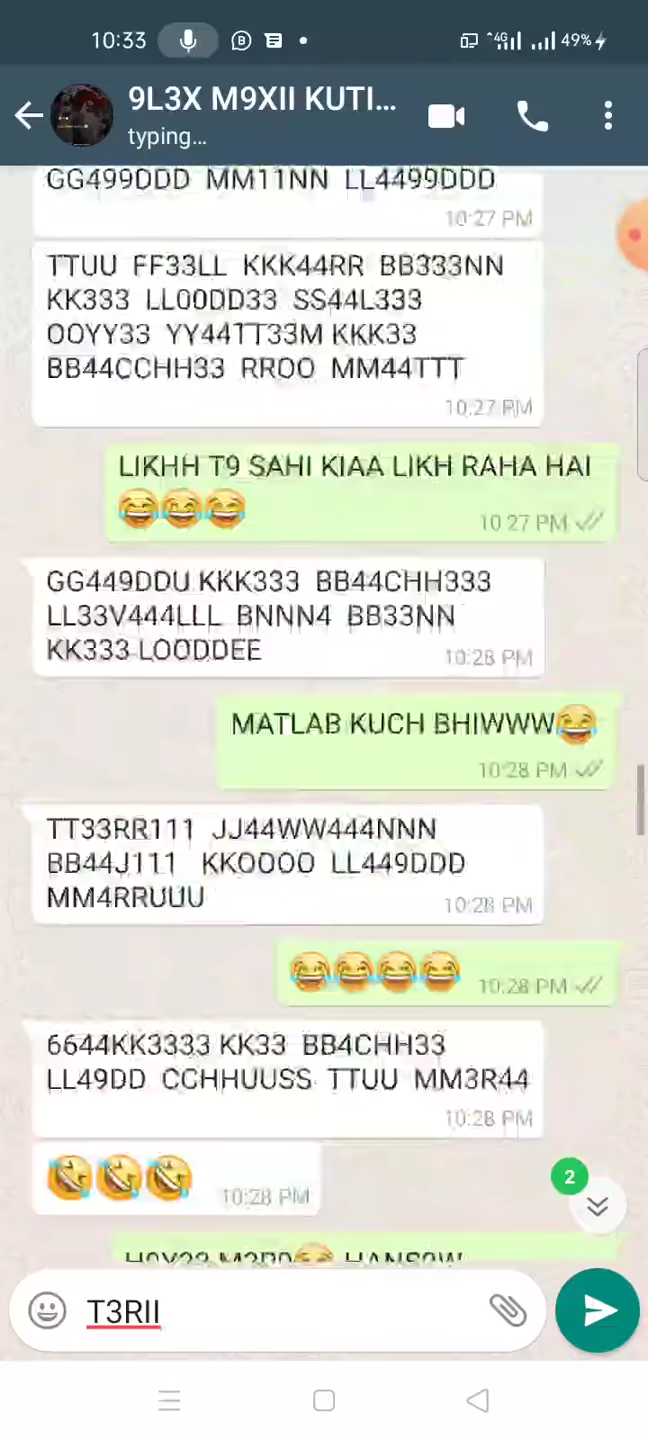 10:33
4G 49%
9L3X M9XII KUTI...
typing...
GG499DDD MM11NN LL4499DDD
10:27 PM
TTUU FF33LL KKK44RR BB333NN
KK333 LL00DD33 SS44L333
OOYY33 YY44TT33M KKK33
BB44CCHH33 RROO MM44TTT
10:27 PM
LIKHH T9 SAHI KIAA LIKH RAHA HAI
😂😂😂
10:27 PM
GG449DDU KKK333 BB44CHH333
LL33V444LLL BNNN4 BB33NN
KK333 LOODDEE
10:28 PM
MATLAB KUCH BHIWWW😂
10:28 PM
TT33RR111 JJ44WW444NNN
BB44J111 KKOOOO LL449DDD
MM4RRUUU
10:28 PM
😂😂😂😂 10:28 PM
6644KK3333 KK33 BB4CHH33
LL49DD CCHHUUSS TTUU MM3R44
10:28 PM
🤣🤣🤣 10:28 PM
2
T3RII